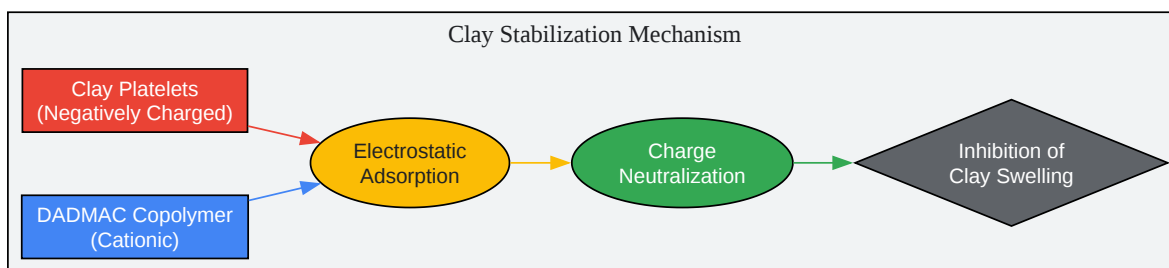 Clay Stabilization Mechanism
Clay Platelets
(Negatively Charged)
DADMAC Copolymer
(Cationic)
Electrostatic
Adsorption
Charge
Neutralization
Inhibition of
Clay Swelling